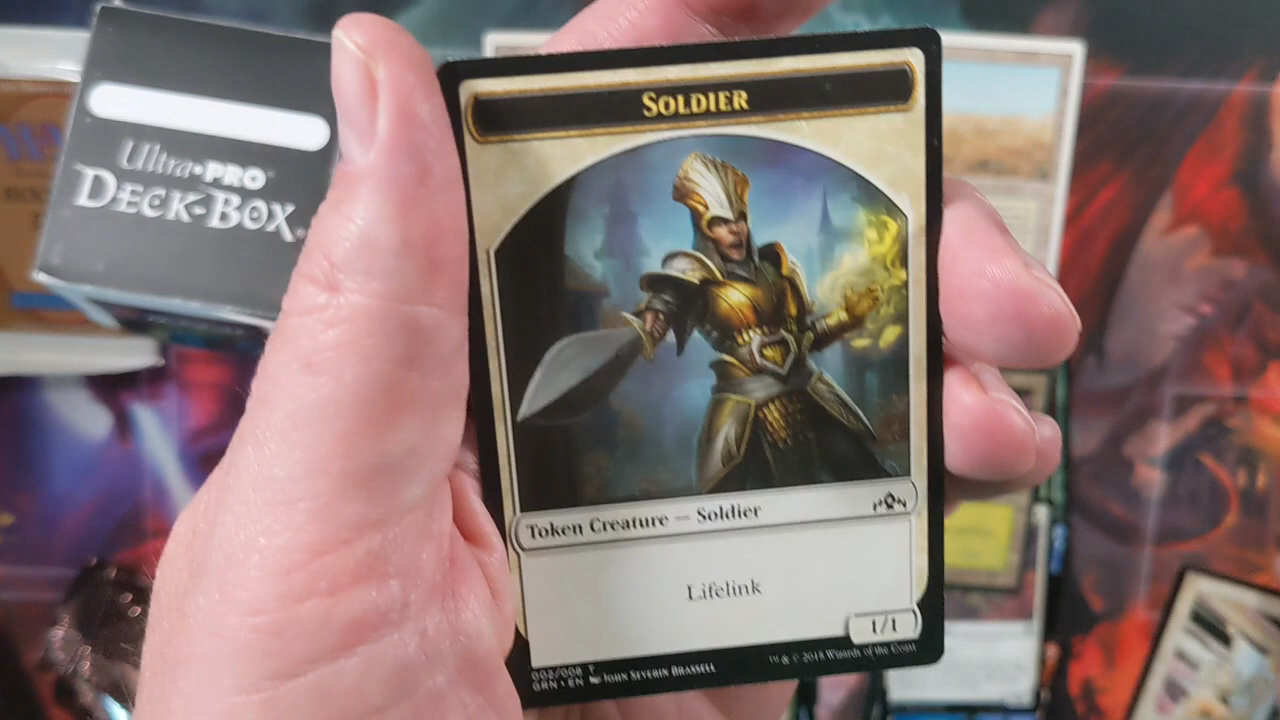 Ultra•PRO
DECK-BOX
SOLDIER
Token Creature — Soldier
Lifelink
1/1
002/008 T
GRN • EN JOHN SEVERIN BRASSELL
™ & © 2018 Wizards of the Coast